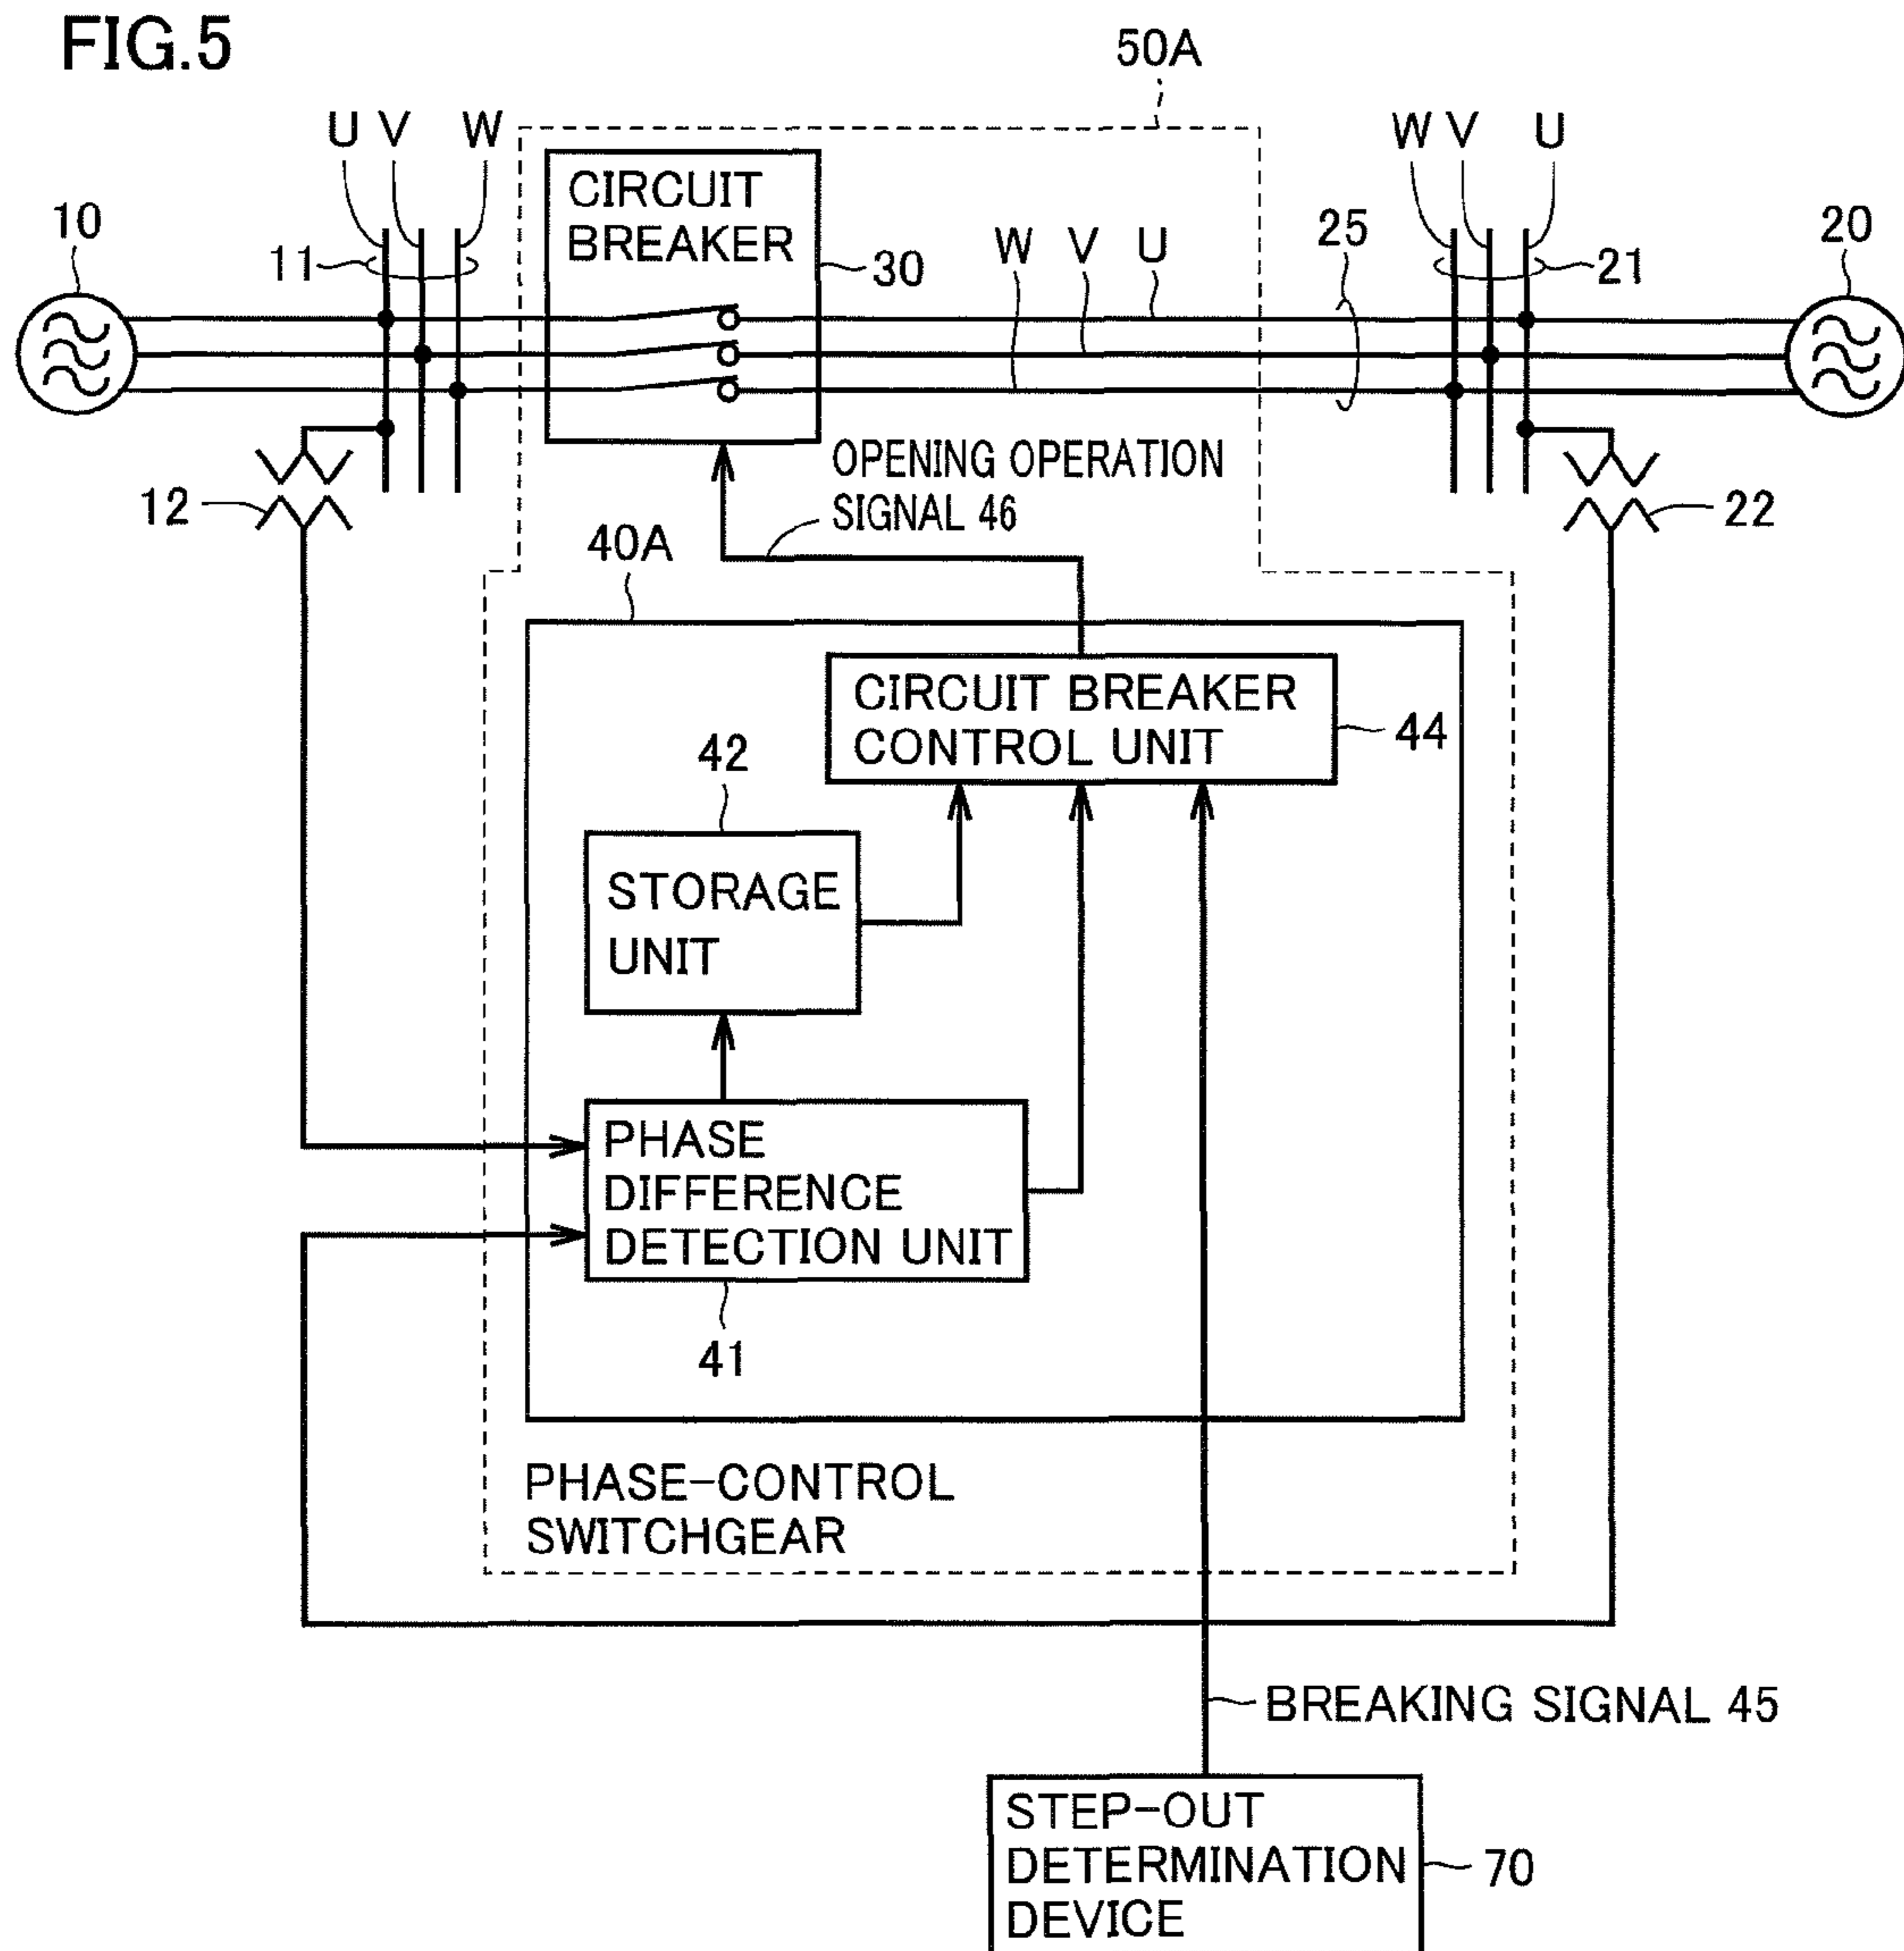 FIG.5
50A
U V W
W V U
CIRCUIT
BREAKER
10
11
30
W V U
25
21
20
OPENING OPERATION
SIGNAL 46
12
22
40A
CIRCUIT BREAKER
CONTROL UNIT
44
42
STORAGE
UNIT
PHASE
DIFFERENCE
DETECTION UNIT
41
PHASE-CONTROL
SWITCHGEAR
BREAKING SIGNAL 45
STEP-OUT
DETERMINATION
DEVICE
70